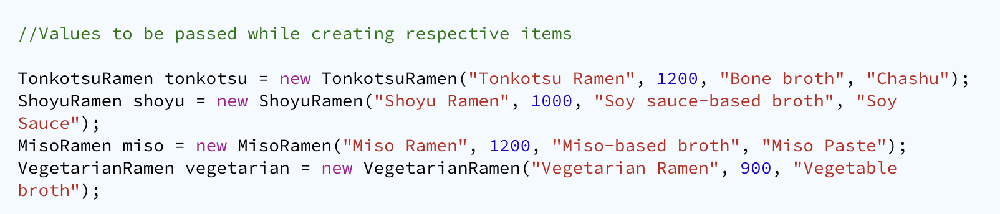 //Values to be passed while creating respective items
TonkotsuRamen tonkotsu = new TonkotsuRamen("Tonkotsu Ramen", 1200, "Bone broth", "Chashu");
ShoyuRamen shoyu = new ShoyuRamen("Shoyu Ramen", 1000, "Soy sauce-based broth", "Soy
Sauce");
MisoRamen miso = new MisoRamen("Miso Ramen", 1200, "Miso-based broth", "Miso Paste");
VegetarianRamen vegetarian = new VegetarianRamen("Vegetarian Ramen", 900, "Vegetable
broth");